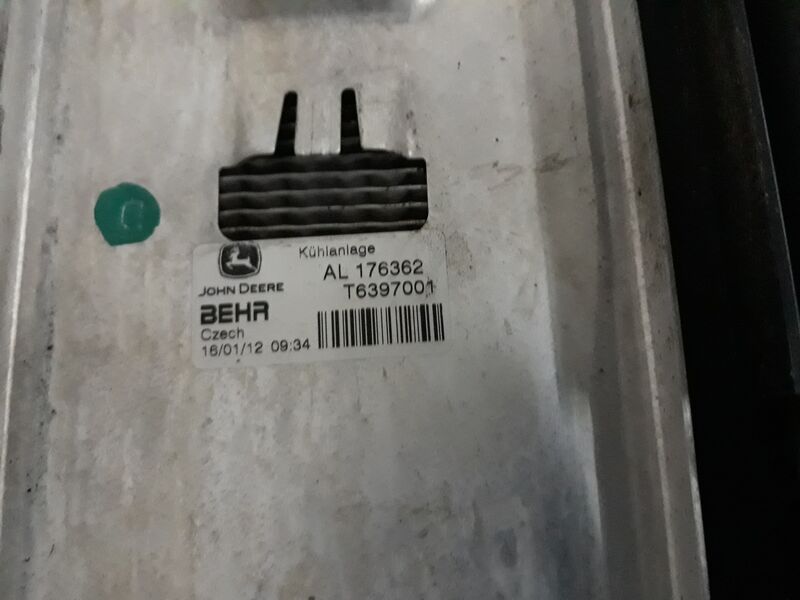 Kühlanlage
AL 176362
JOHN DEERE
T6397001
BEHR
Czech
16/01/12 09:34